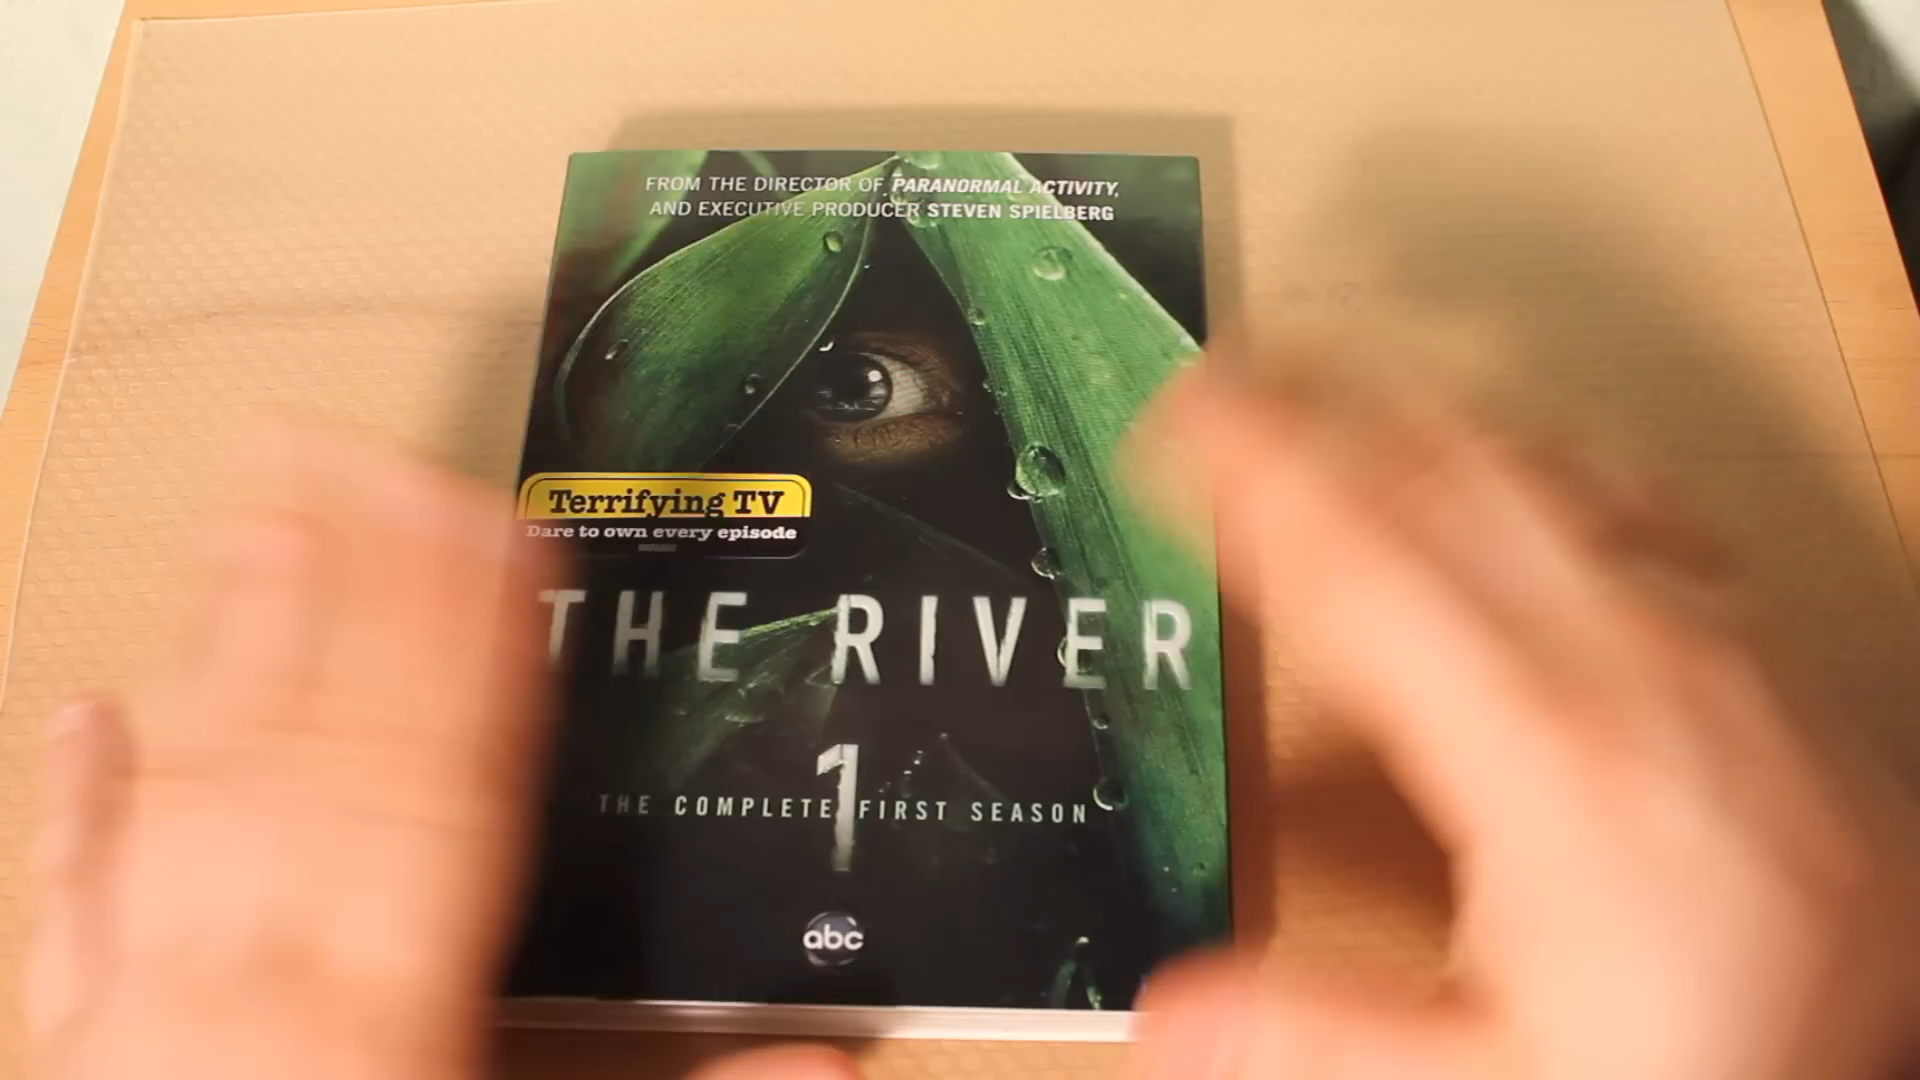 FROM THE DIRECTOR OF PARANORMAL ACTIVITY,
AND EXECUTIVE PRODUCER STEVEN SPIELBERG
Terrifying TV
Dare to own every episode
THE RIVER
1
THE COMPLETE FIRST SEASON
abc